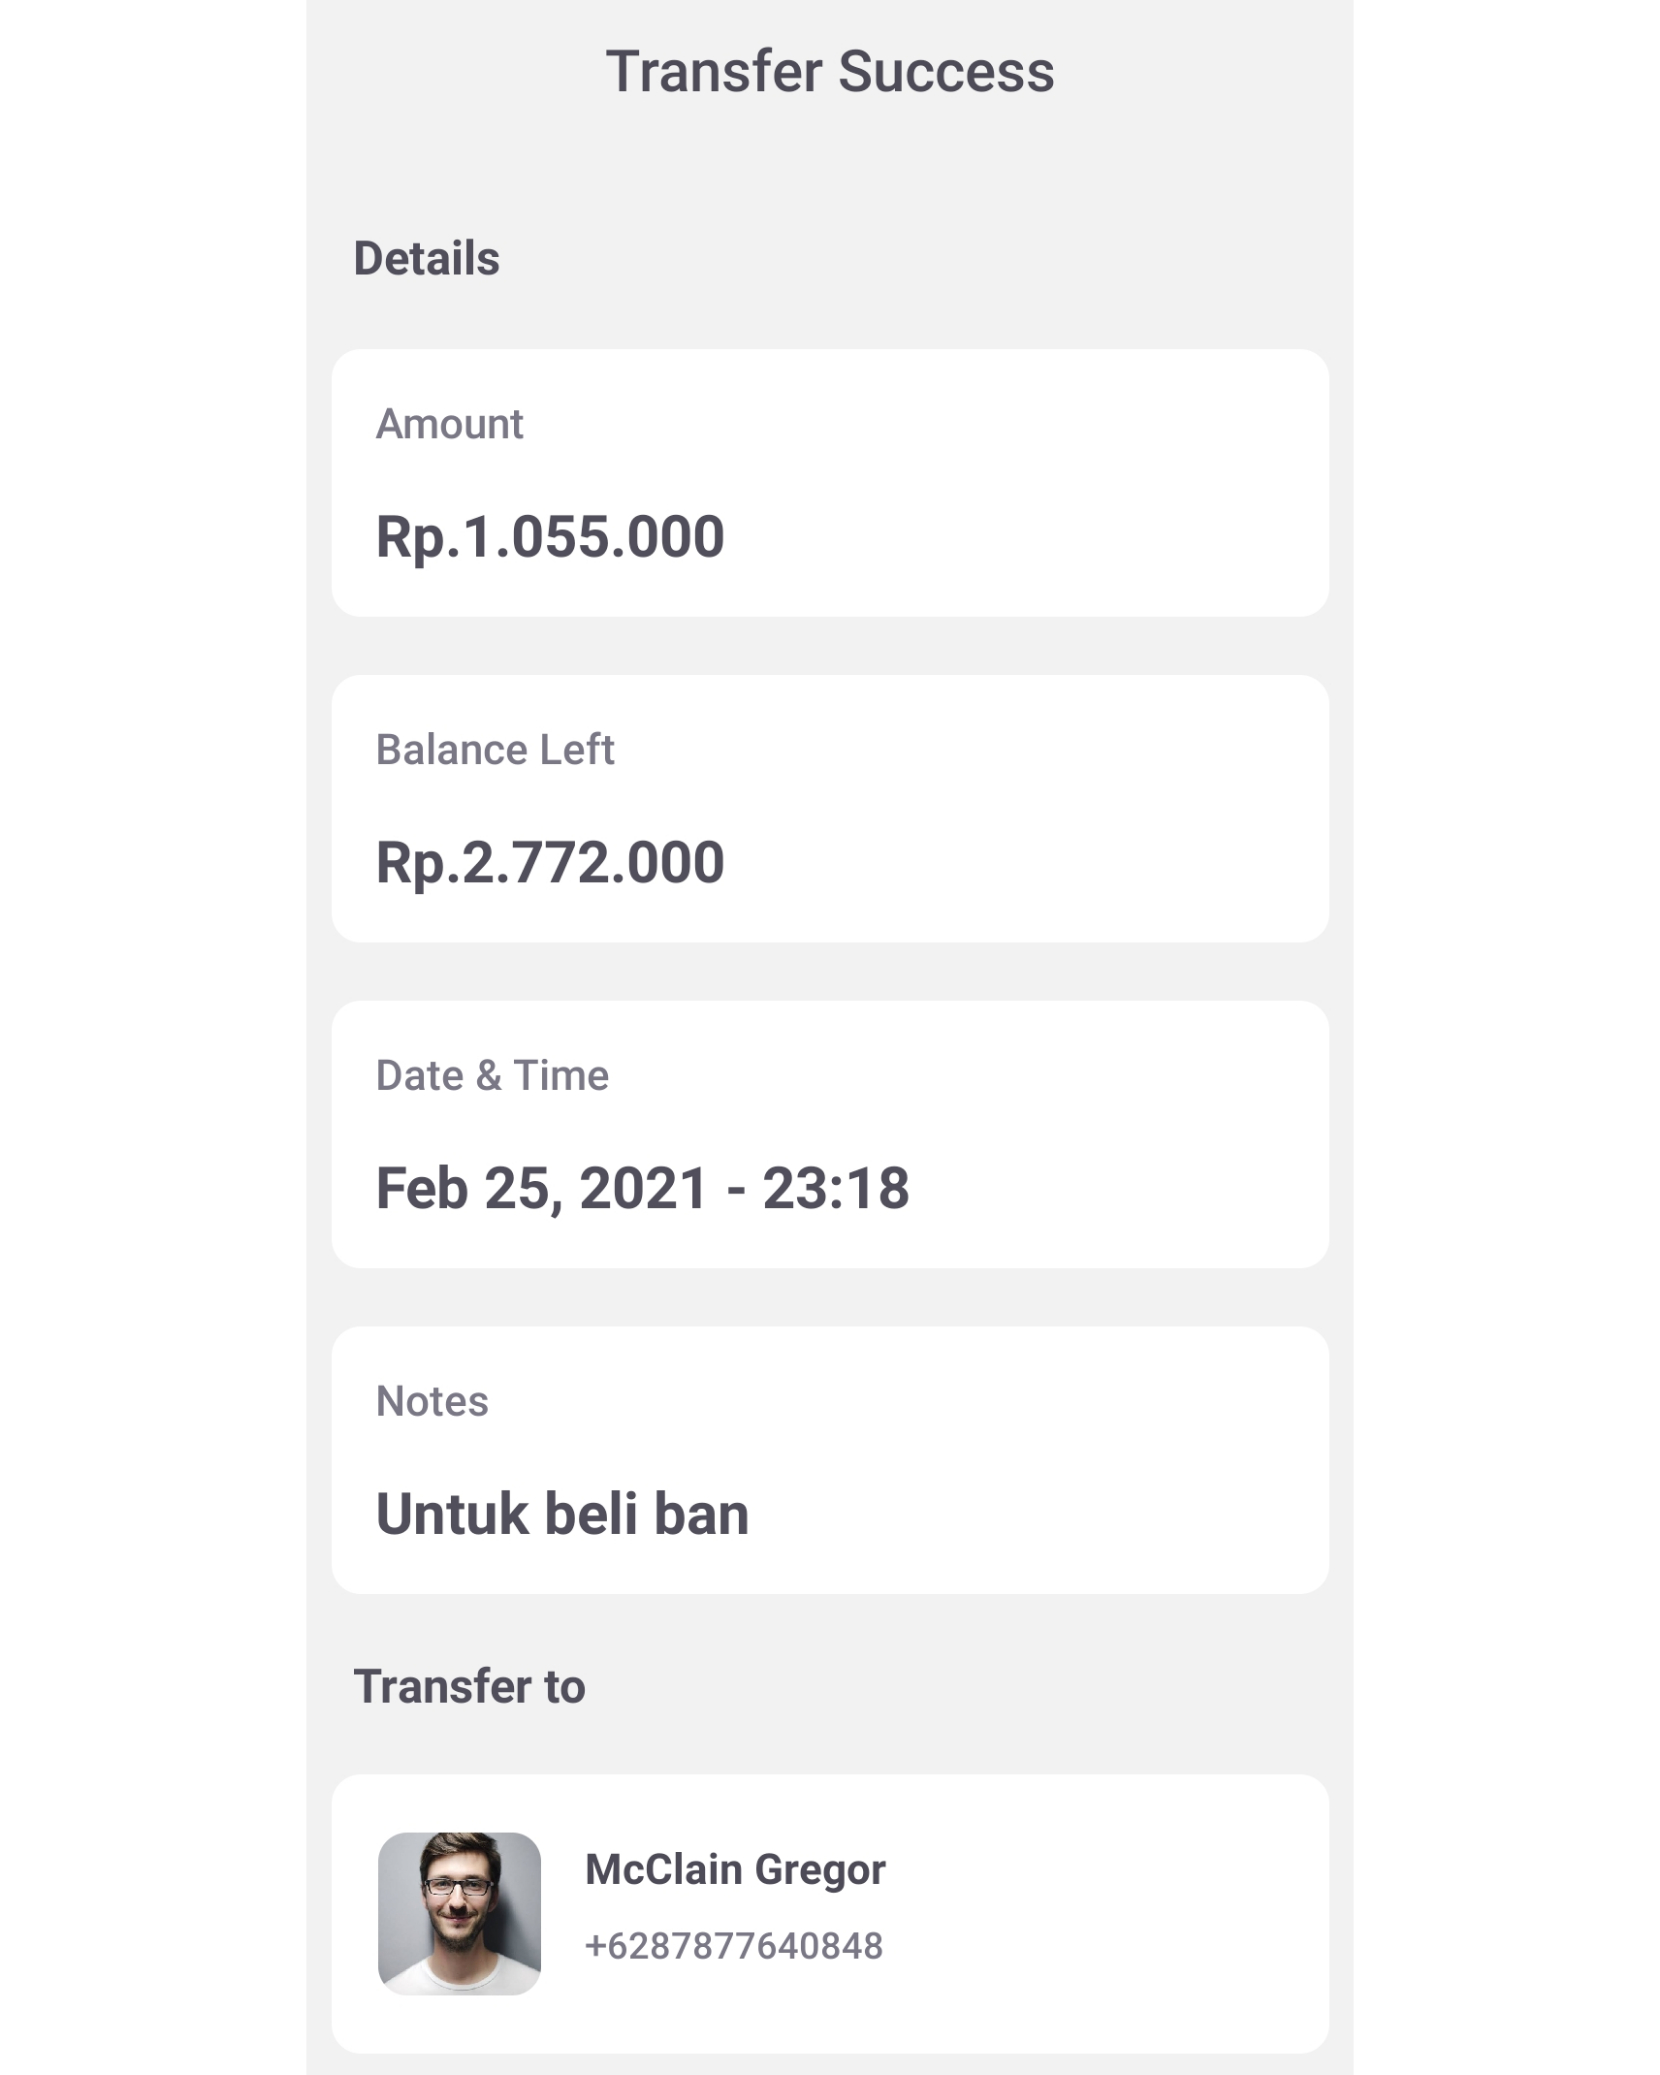 Transfer Success
Details
Amount
Rp.1.055.000
Balance Left
Rp.2.772.000
Date & Time
Feb 25, 2021 - 23:18
Notes
Untuk beli ban
Transfer to
McClain Gregor
+6287877640848